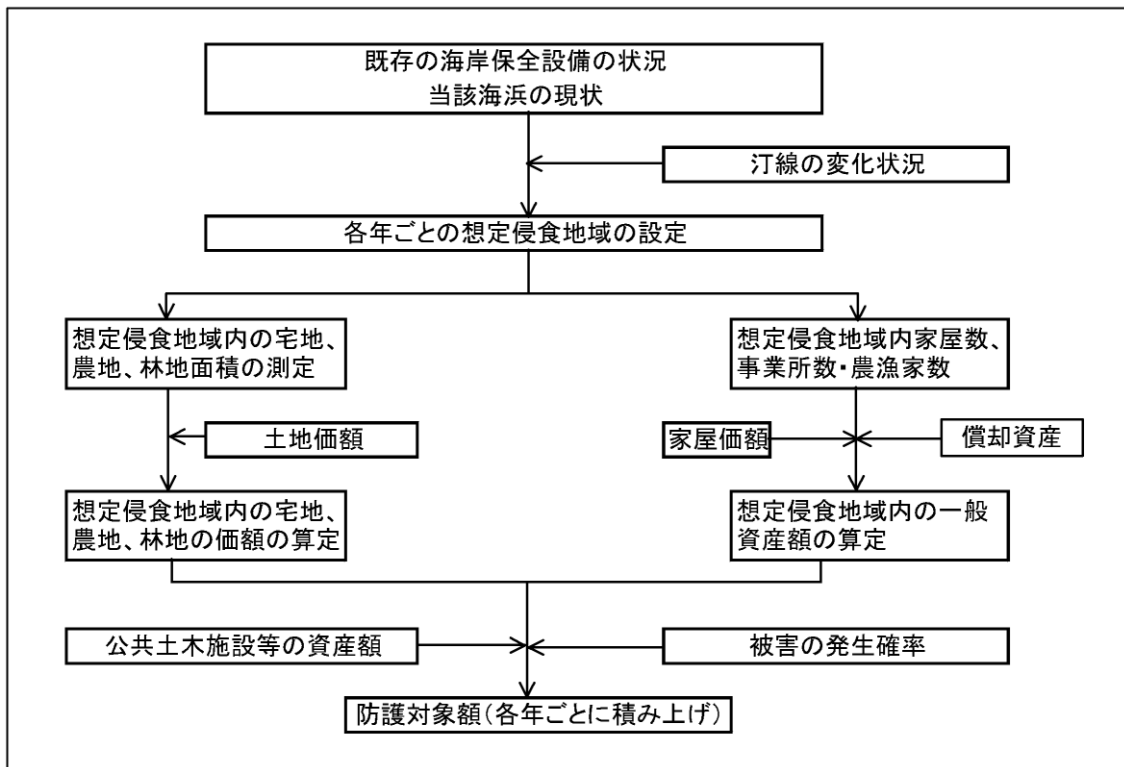 既存の海岸保全設備の状況
当該海浜の現状
汀線の変化状況
各年ごとの想定侵食地域の設定
想定侵食地域内の宅地、
農地、林地面積の測定
想定侵食地域内家屋数、
事業所数・農漁家数
土地価額
家屋価額
償却資産
想定侵食地域内の宅地、
農地、林地の価額の算定
想定侵食地域内の一般
資産額の算定
公共土木施設等の資産額
被害の発生確率
防護対象額(各年ごとに積み上げ)